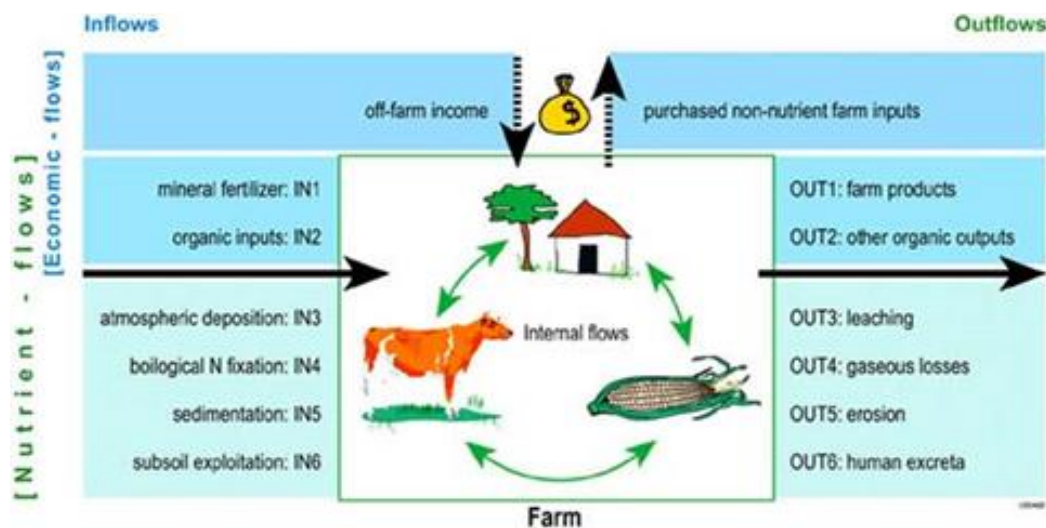 Inflows
Outflows
[Nutrient - flows]
[Economic - flows]
off-farm income
$
purchased non-nutrient farm inputs
mineral fertilizer: IN1
OUT1: farm products
organic inputs: IN2
OUT2: other organic outputs
atmospheric deposition: IN3
Internal flows
OUT3: leaching
boilogical N fixation: IN4
OUT4: gaseous losses
sedimentation: IN5
OUT5: erosion
subsoil exploitation: IN6
OUT6: human excreta
Farm